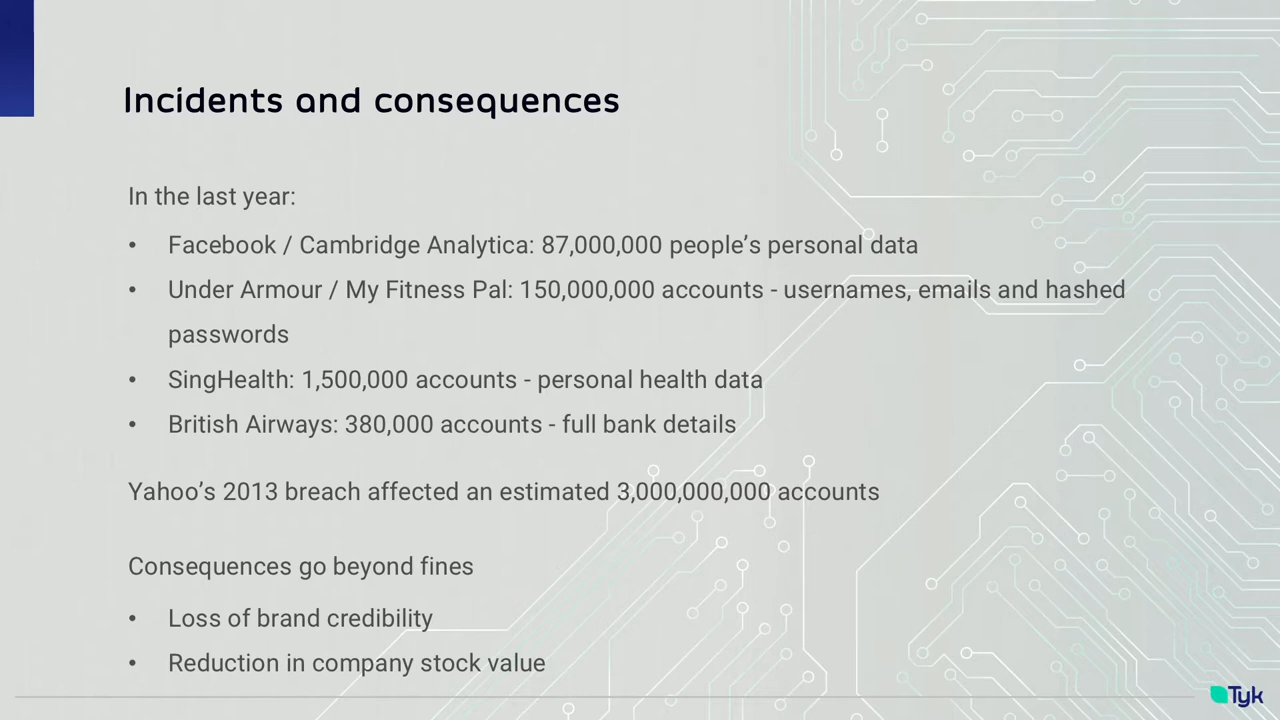 Incidents and consequences
In the last year:
• Facebook / Cambridge Analytica: 87,000,000 people’s personal data
• Under Armour / My Fitness Pal: 150,000,000 accounts - usernames, emails and hashed
passwords
• SingHealth: 1,500,000 accounts - personal health data
• British Airways: 380,000 accounts - full bank details
Yahoo’s 2013 breach affected an estimated 3,000,000,000 accounts
Consequences go beyond fines
• Loss of brand credibility
• Reduction in company stock value
Tyk